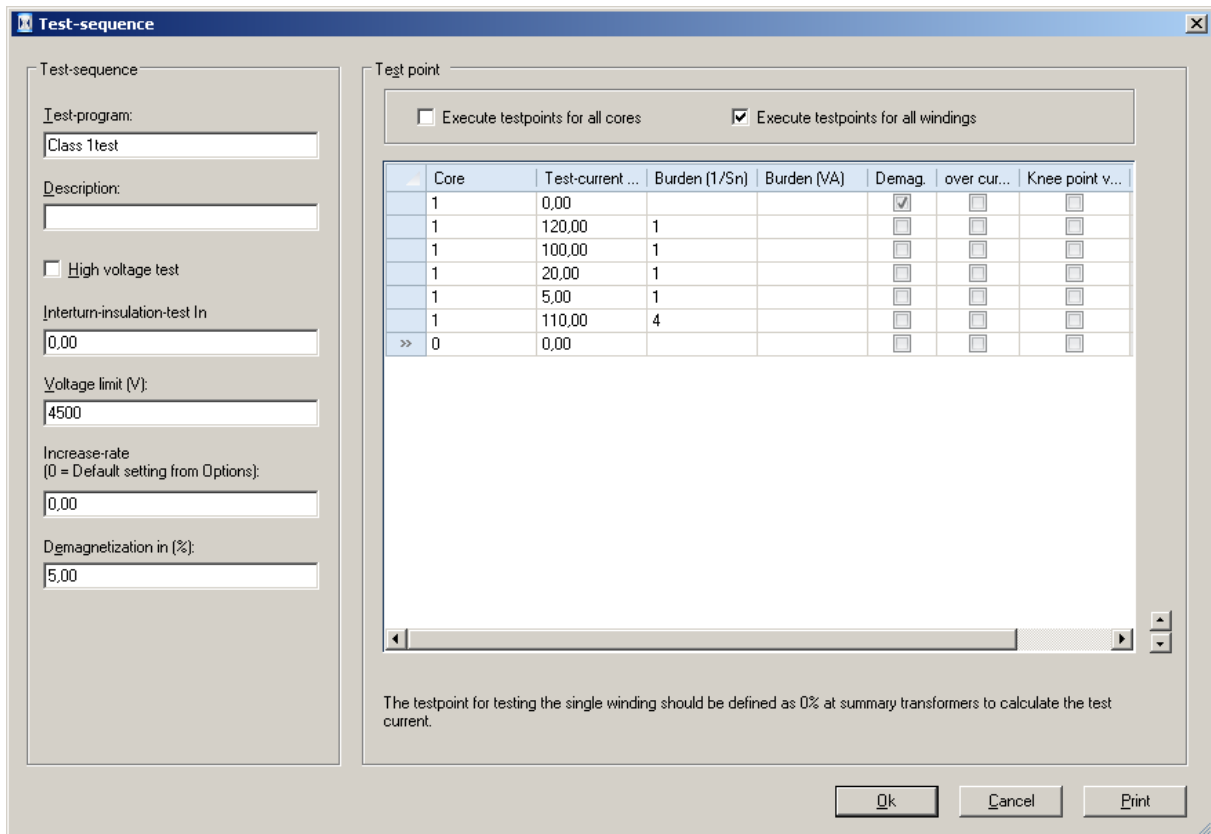 Test-sequence
Test-sequence
Test-program:
Class 1test
Description:
High voltage test
Interturn-insulation-test In
0,00
Voltage limit (V):
4500
Increase-rate
(0 = Default setting from Options):
0,00
Demagnetization in (%):
5,00
Test point
Execute testpoints for all cores Execute testpoints for all windings
Core Test-current ... Burden (1/Sn) Burden (VA) Demag. over cur... Knee point v...
1 0,00
1 120,00 1
1 100,00 1
1 20,00 1
1 5,00 1
1 110,00 4
>> 0 0,00
The testpoint for testing the single winding should be defined as 0% at summary transformers to calculate the test
current.
Ok Cancel Print